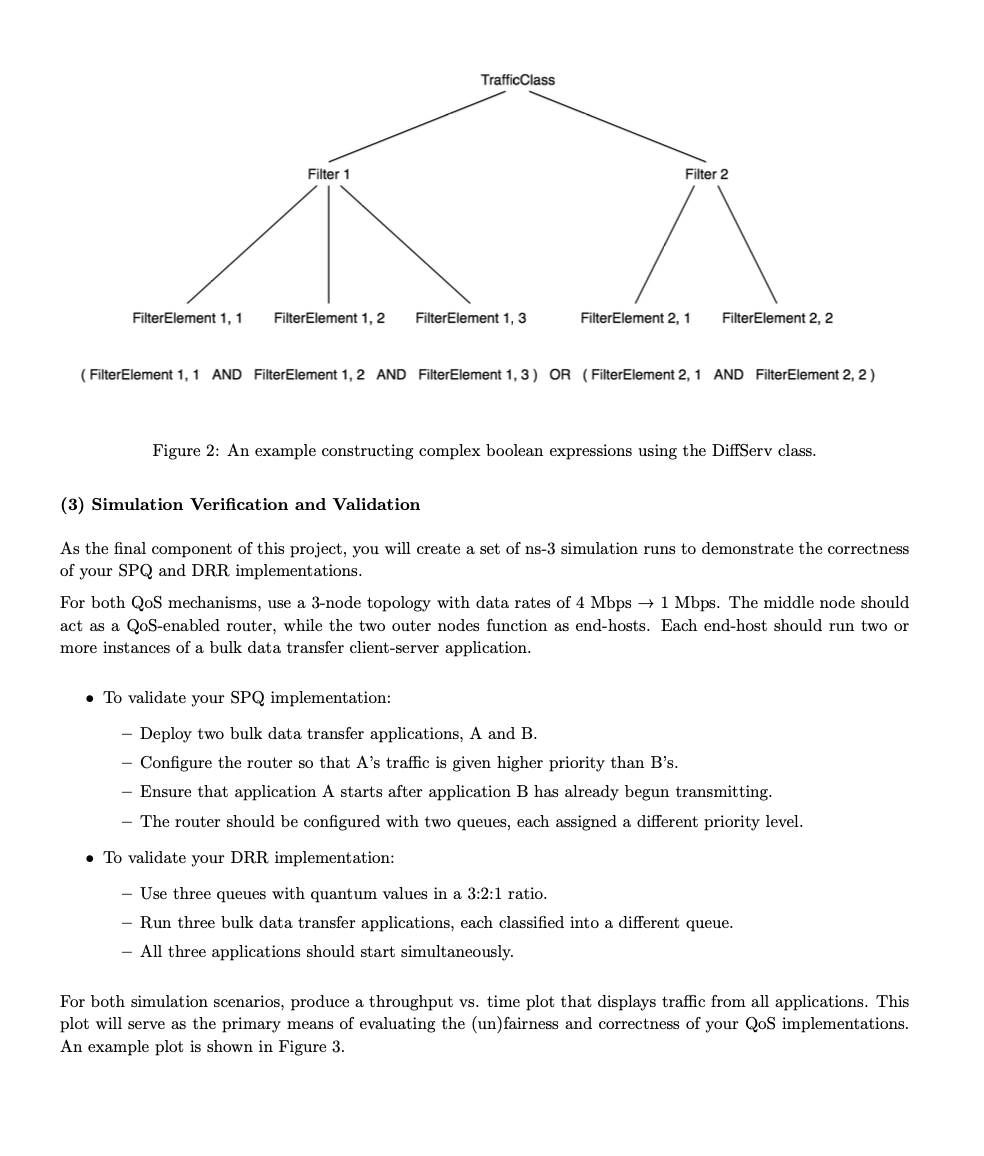 TrafficClass
Filter 1 Filter 2
FilterElement 1, 1 FilterElement 1, 2 FilterElement 1, 3 FilterElement 2, 1 FilterElement 2, 2
( FilterElement 1, 1 AND FilterElement 1, 2 AND FilterElement 1, 3 ) OR ( FilterElement 2, 1 AND FilterElement 2, 2 )
Figure 2: An example constructing complex boolean expressions using the DiffServ class.
(3) Simulation Verification and Validation
As the final component of this project, you will create a set of ns-3 simulation runs to demonstrate the correctness
of your SPQ and DRR implementations.
For both QoS mechanisms, use a 3-node topology with data rates of 4 Mbps → 1 Mbps. The middle node should
act as a QoS-enabled router, while the two outer nodes function as end-hosts. Each end-host should run two or
more instances of a bulk data transfer client-server application.
• To validate your SPQ implementation:
– Deploy two bulk data transfer applications, A and B.
– Configure the router so that A's traffic is given higher priority than B's.
– Ensure that application A starts after application B has already begun transmitting.
– The router should be configured with two queues, each assigned a different priority level.
• To validate your DRR implementation:
– Use three queues with quantum values in a 3:2:1 ratio.
– Run three bulk data transfer applications, each classified into a different queue.
– All three applications should start simultaneously.
For both simulation scenarios, produce a throughput vs. time plot that displays traffic from all applications. This
plot will serve as the primary means of evaluating the (un)fairness and correctness of your QoS implementations.
An example plot is shown in Figure 3.